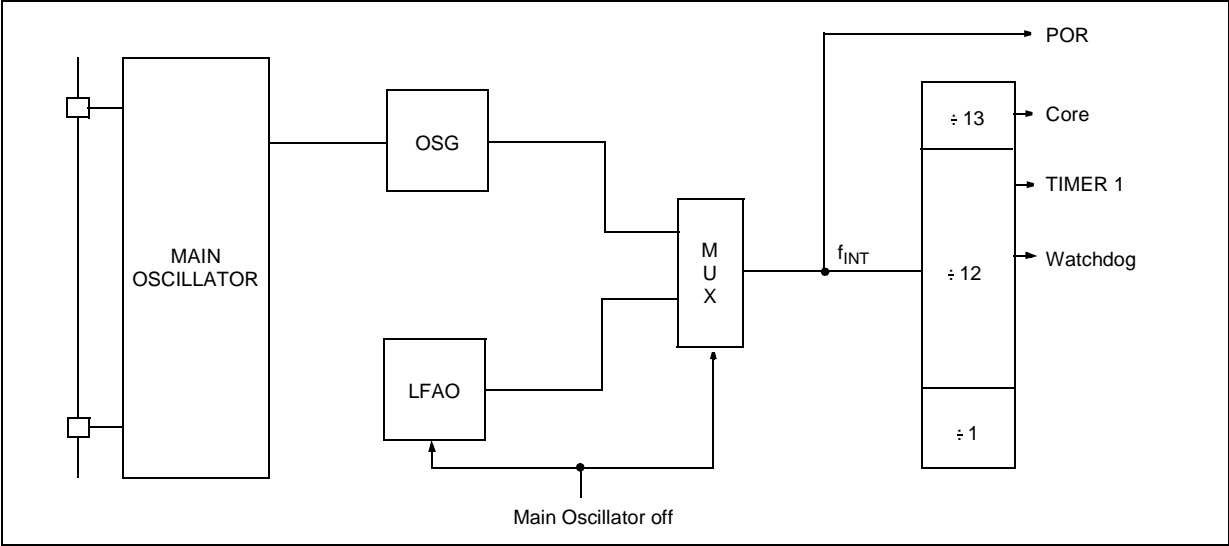 POR
÷ 13
Core
OSG
TIMER 1
MAIN
OSCILLATOR
M
U
X
fINT
÷ 12
Watchdog
LFAO
÷ 1
Main Oscillator off